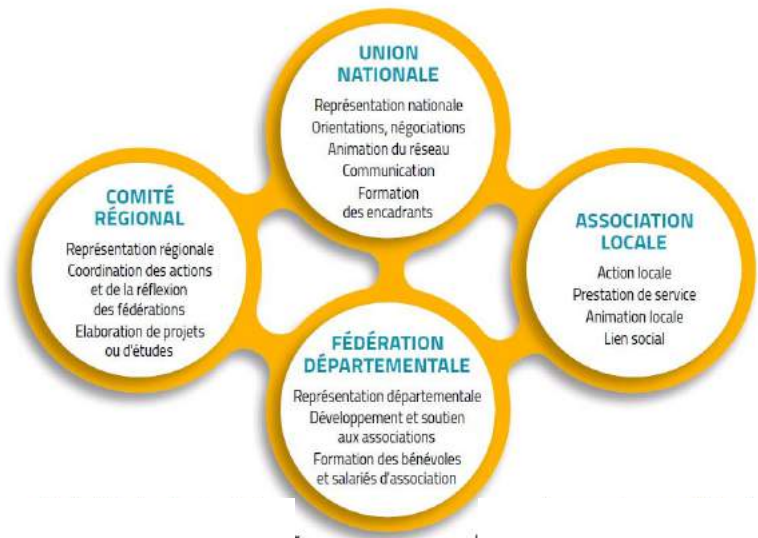 UNION
NATIONALE
Représentation nationale
Orientations, négociations
Animation du réseau
Communication
Formation
des encadrants
COMITÉ
RÉGIONAL
Représentation régionale
Coordination des actions
et de la réflexion
des fédérations
Elaboration de projets
ou d'études
ASSOCIATION
LOCALE
Action locale
Prestation de service
Animation locale
Lien social
FÉDÉRATION
DÉPARTEMENTALE
Représentation départementale
Développement et soutien
aux associations
Formation des bénévoles
et salariés d'association